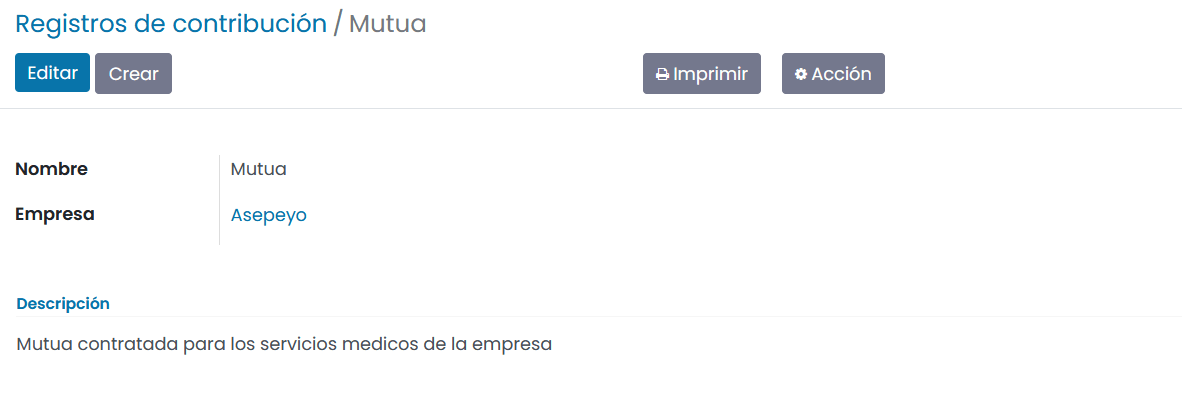 Registros de contribución / Mutua
Editar Crear Imprimir Acción
Nombre Mutua
Empresa Asepeyo
Descripción
Mutua contratada para los servicios medicos de la empresa